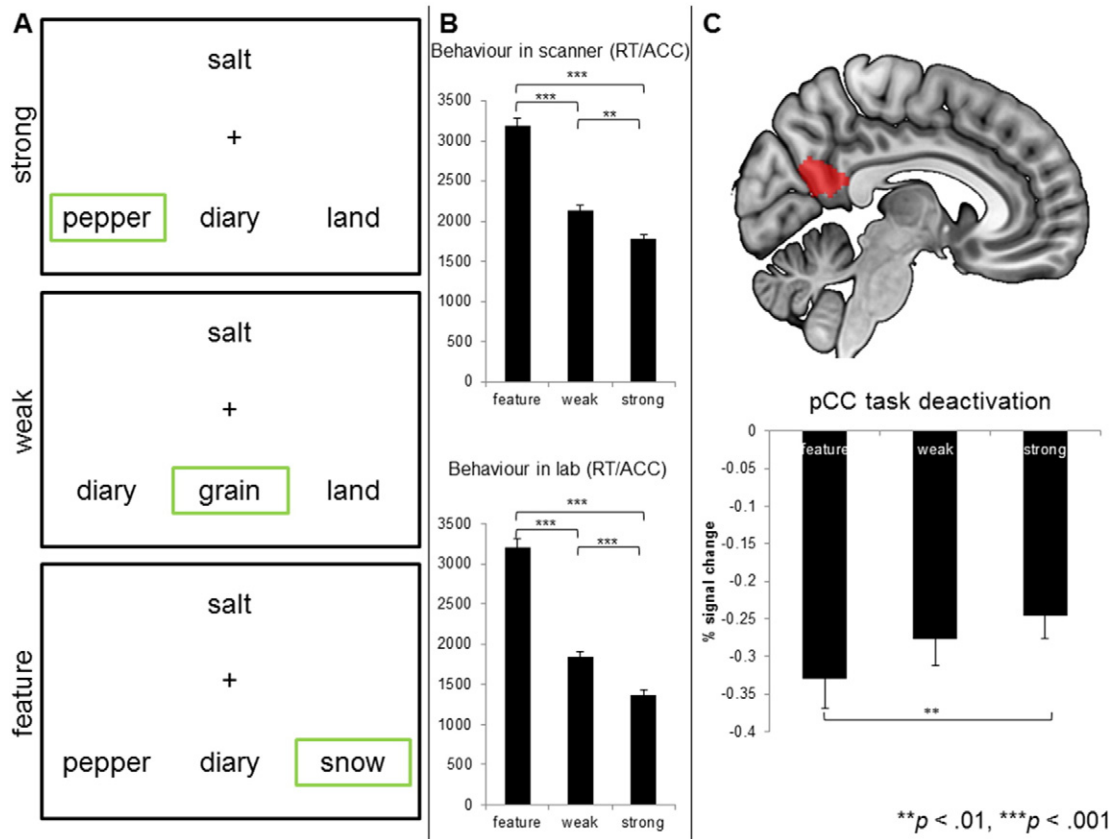 A
strong
salt
+
pepper diary land
weak
salt
+
diary grain land
feature
salt
+
pepper diary snow
B
Behaviour in scanner (RT/ACC)
***
***
**
3500
3000
2500
2000
1500
1000
500
0
feature weak strong
Behaviour in lab (RT/ACC)
***
***
***
3500
3000
2500
2000
1500
1000
500
0
feature weak strong
C
pCC task deactivation
% signal change
0
-0.05
-0.1
-0.15
-0.2
-0.25
-0.3
-0.35
-0.4
feature weak strong
**
**p < .01, ***p < .001